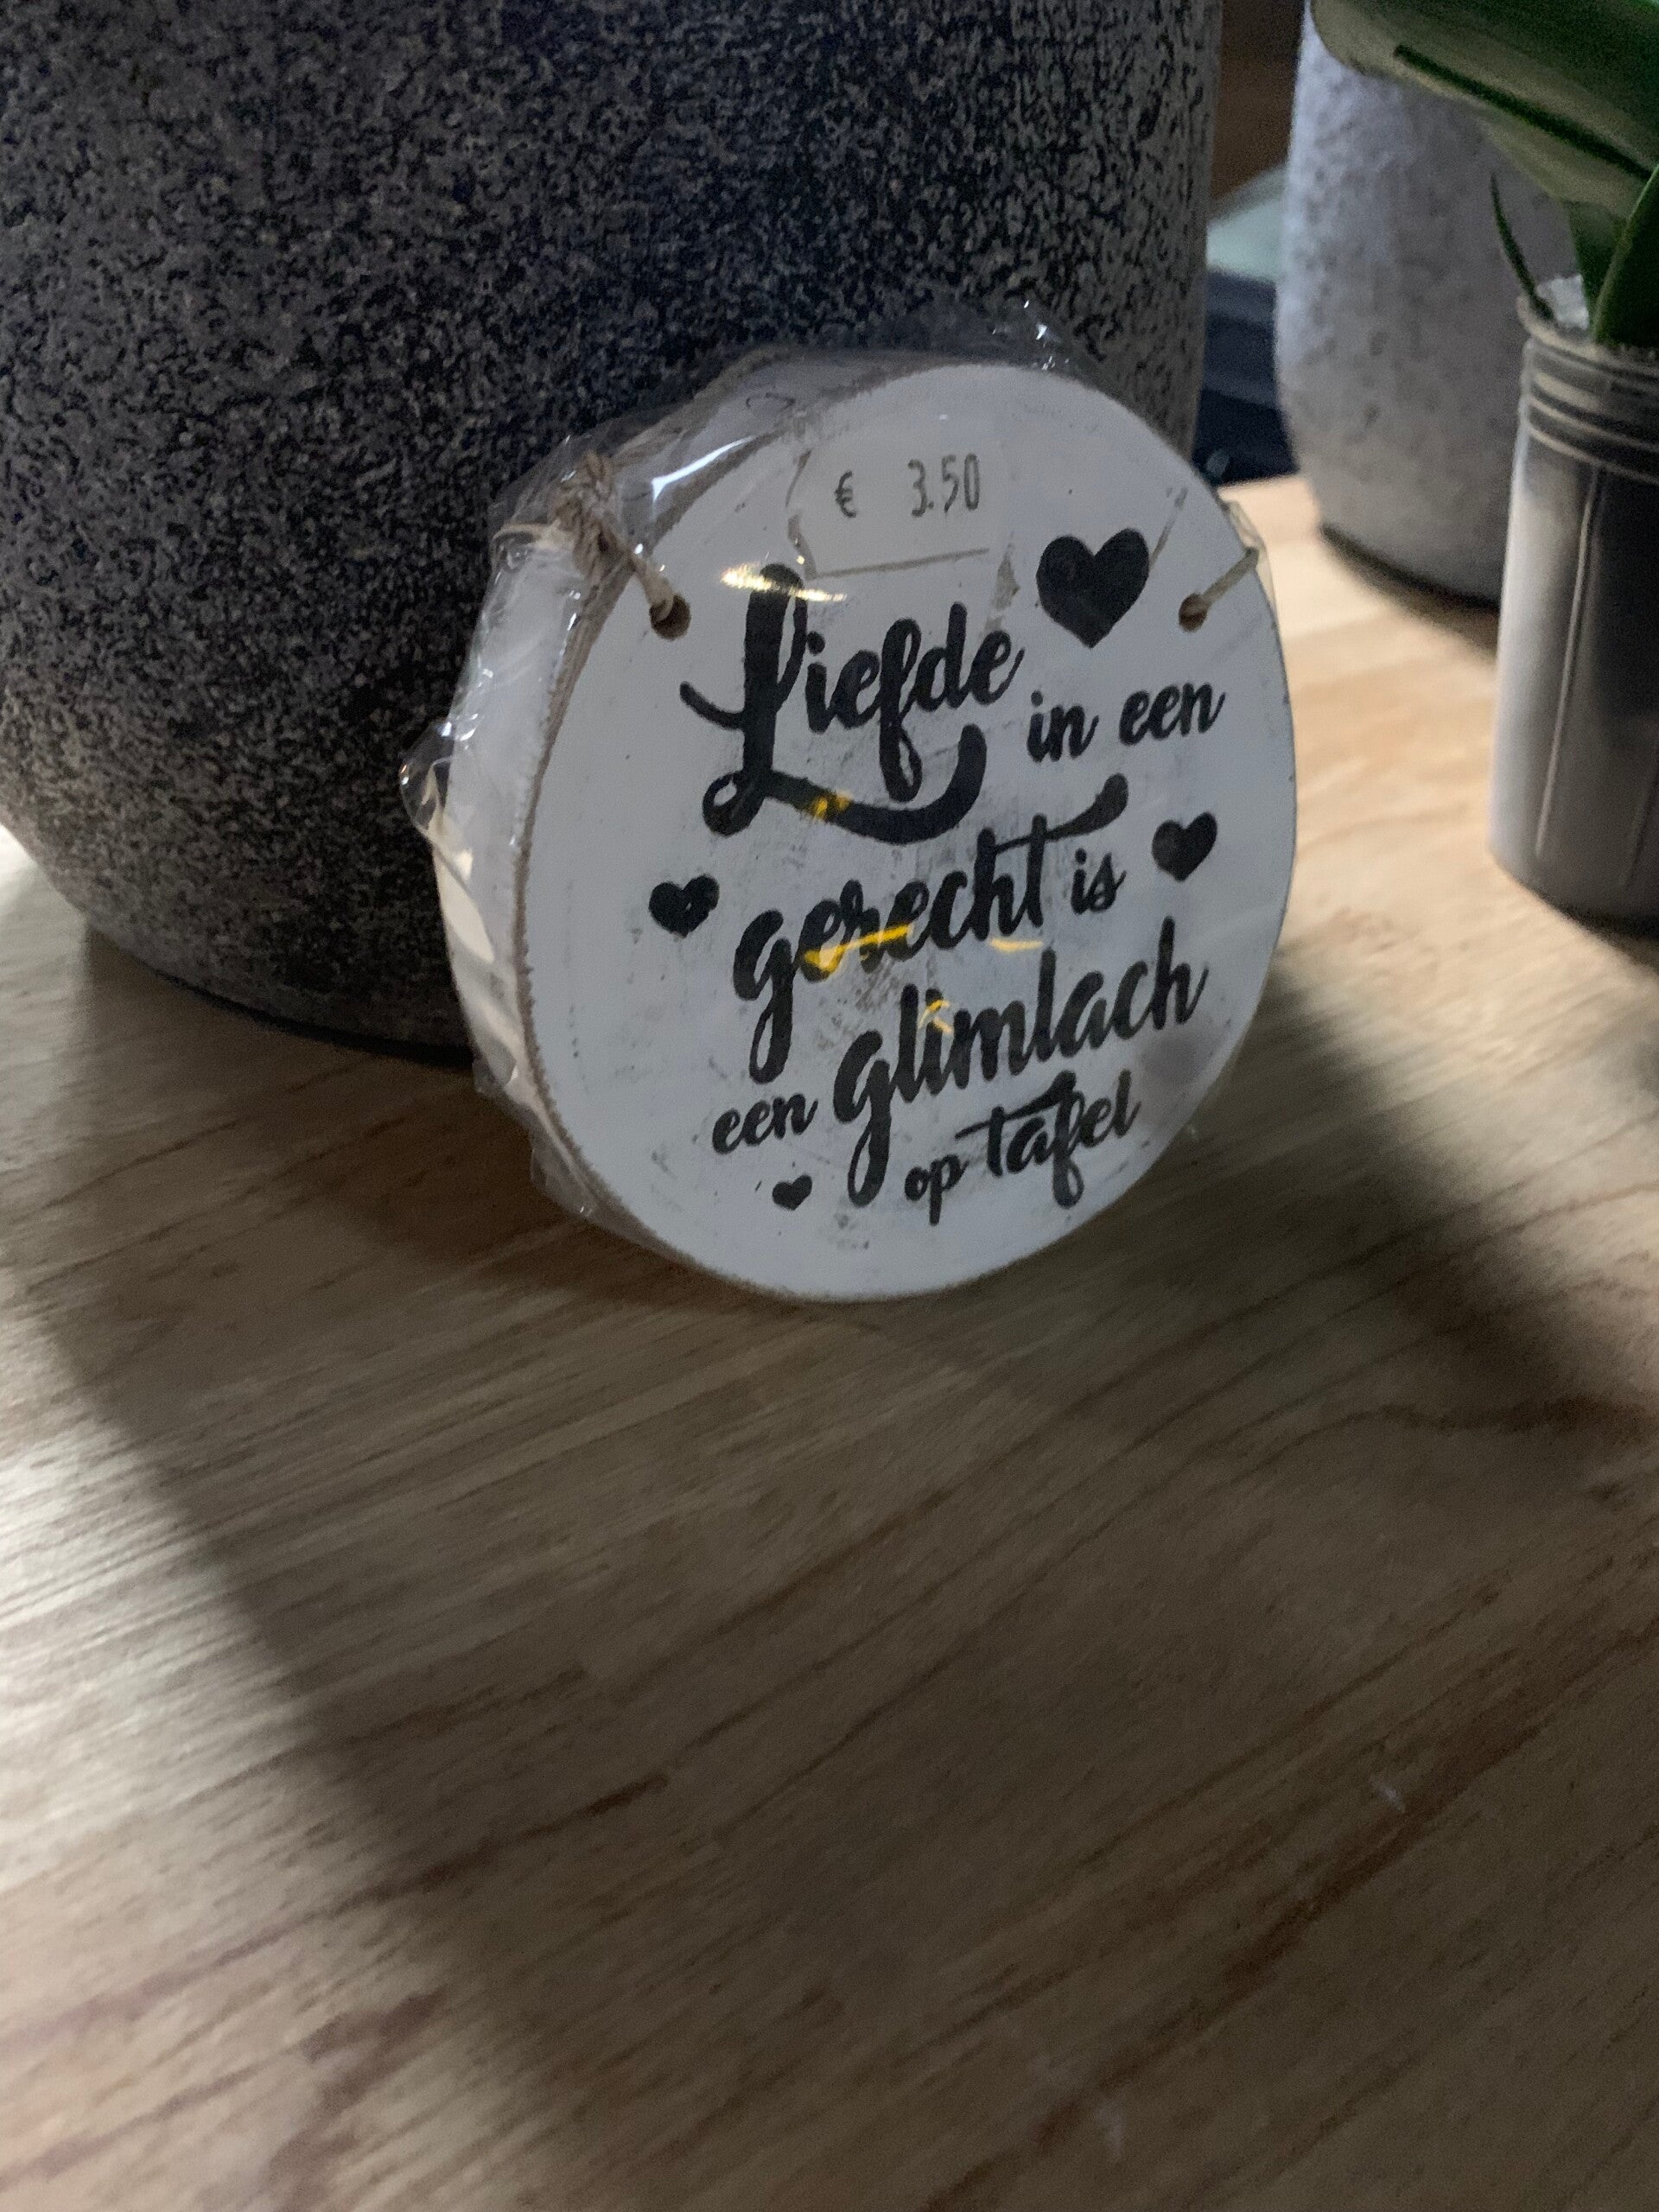 € 3.50
Liefde
in een
gerecht is
een glimlach
op tafel